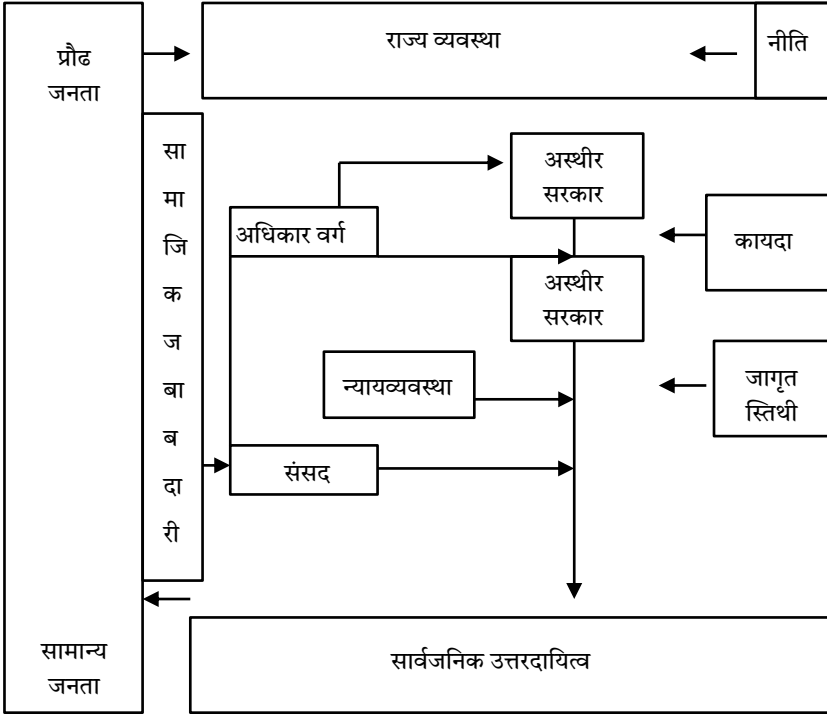 प्रौढ
जनता
राज्य व्यवस्था
नीति
सा
मा
जि
क
ज
बा
ब
दा
री
अस्थीर
सरकार
अधिकार वर्ग
कायदा
अस्थीर
सरकार
न्यायव्यवस्था
जागृत
स्तिथी
संसद
सामान्य
जनता
सार्वजनिक उत्तरदायित्व